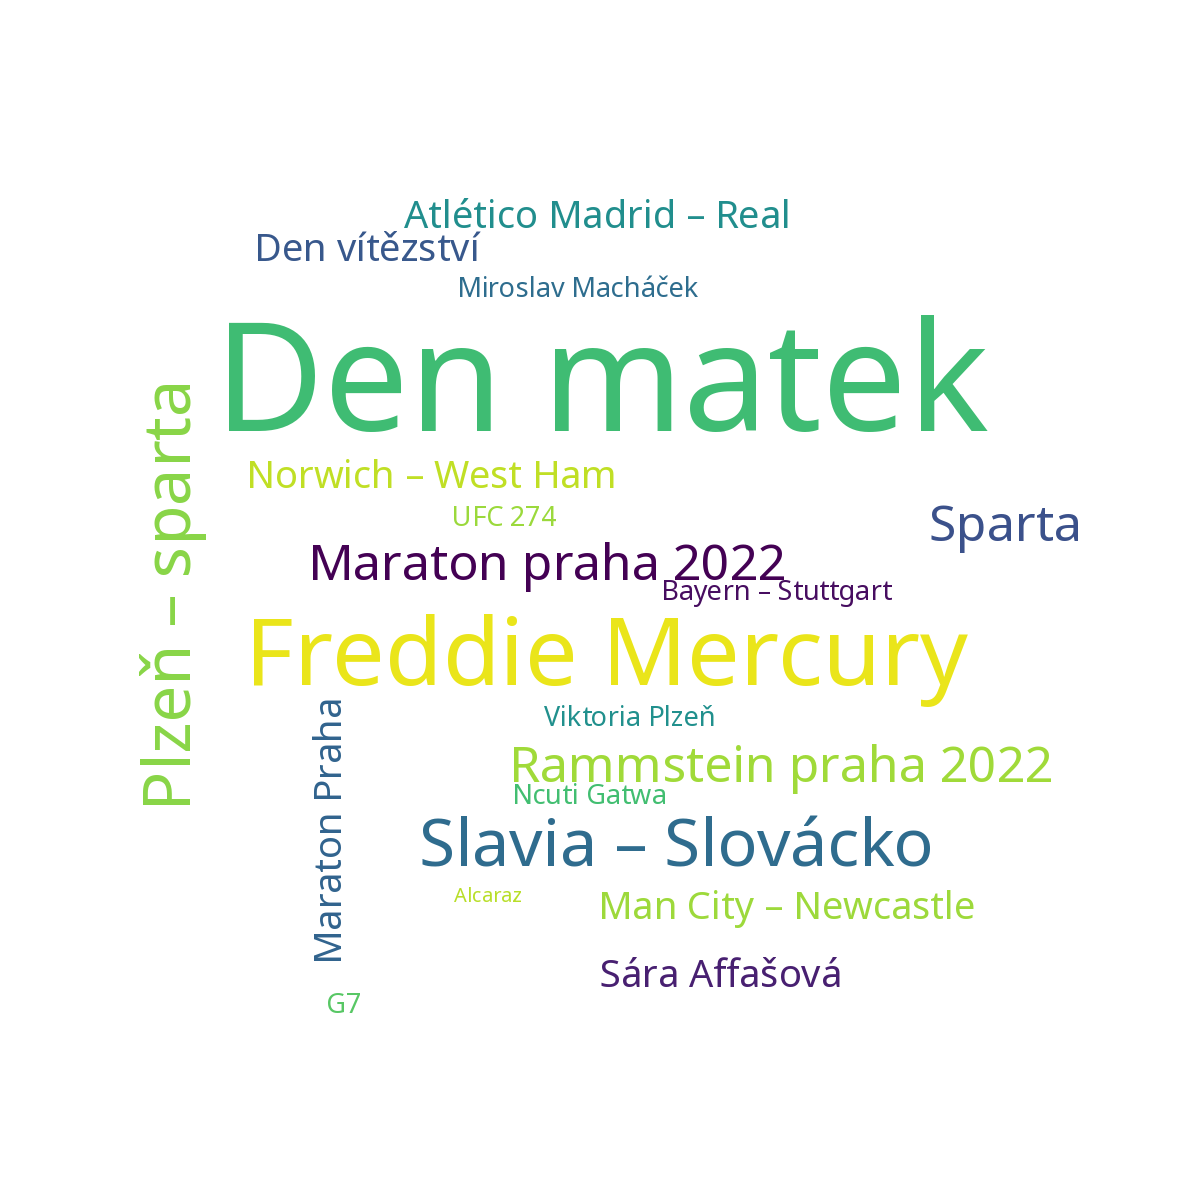 Atlético Madrid – Real
Den vítězství
Miroslav Macháček
Den matek
Plzeň – sparta
Norwich – West Ham
UFC 274
Sparta
Maraton praha 2022
Bayern – Stuttgart
Freddie Mercury
Maraton Praha
Viktoria Plzeň
Rammstein praha 2022
Ncuti Gatwa
Slavia – Slovácko
Alcaraz
Man City – Newcastle
Sára Affašová
G7